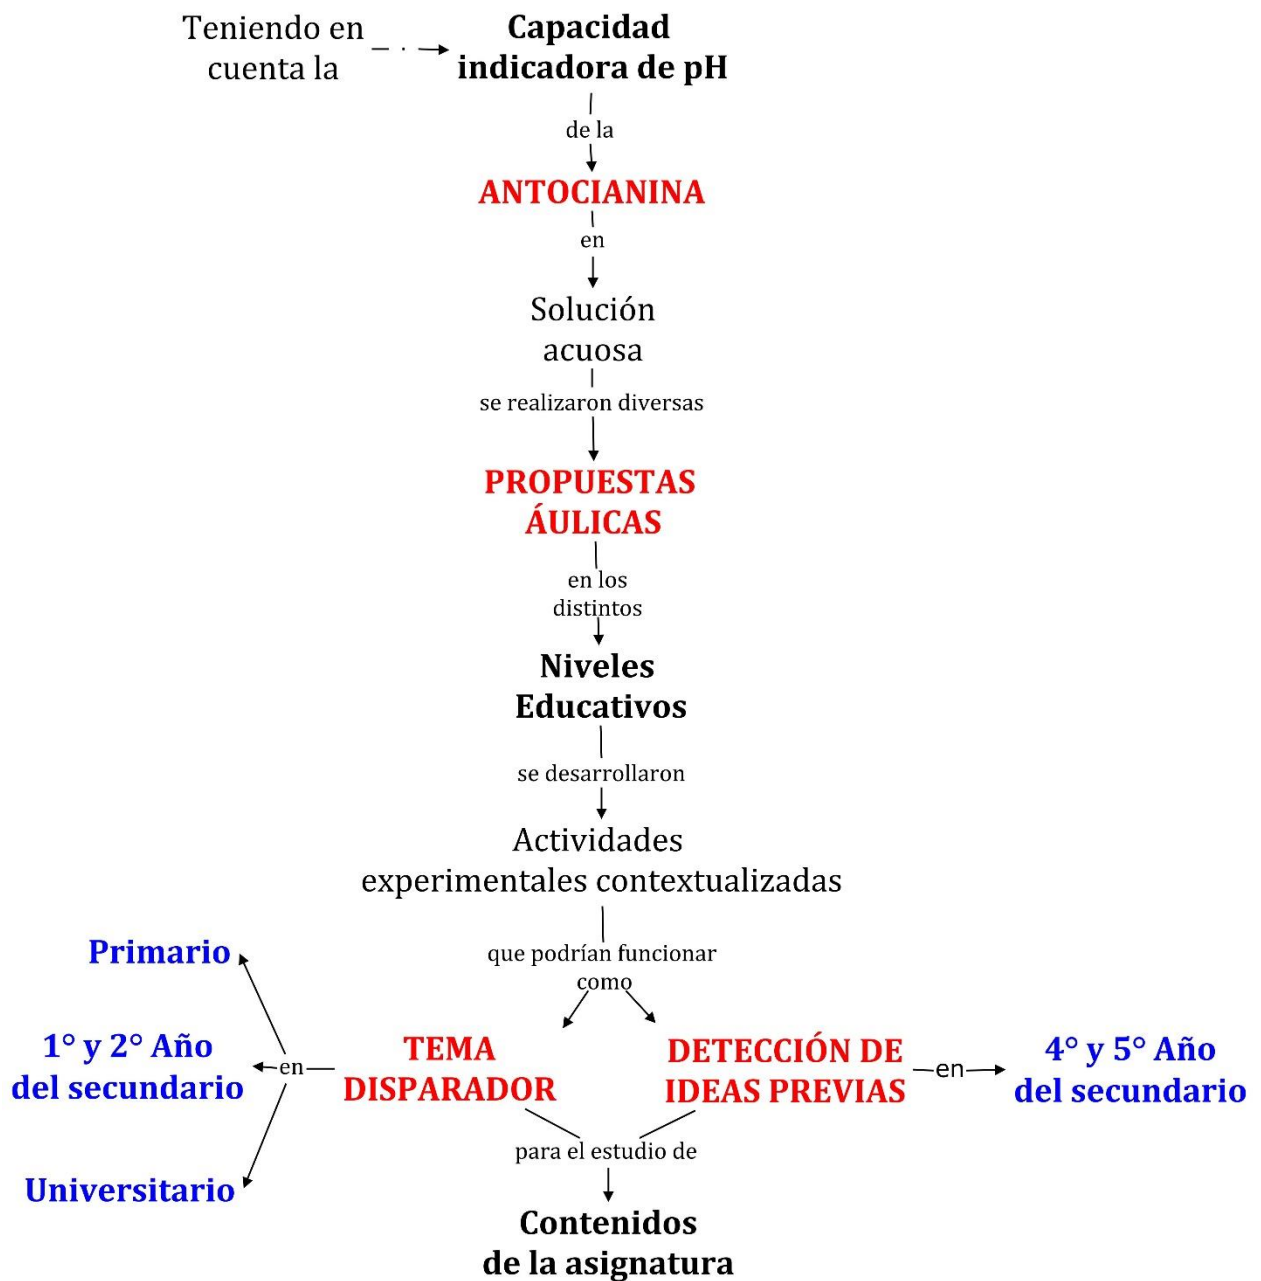 Teniendo en
cuenta la
Capacidad
indicadora de pH
de la
ANTOCIANINA
en
Solución
acuosa
se realizaron diversas
PROPUESTAS
ÁULICAS
en los
distintos
Niveles
Educativos
se desarrollaron
Actividades
experimentales contextualizadas
que podrían funcionar
como
TEMA
DISPARADOR
en
Primario
1° y 2° Año
del secundario
Universitario
DETECCIÓN DE
IDEAS PREVIAS
en
4° y 5° Año
del secundario
para el estudio de
Contenidos
de la asignatura